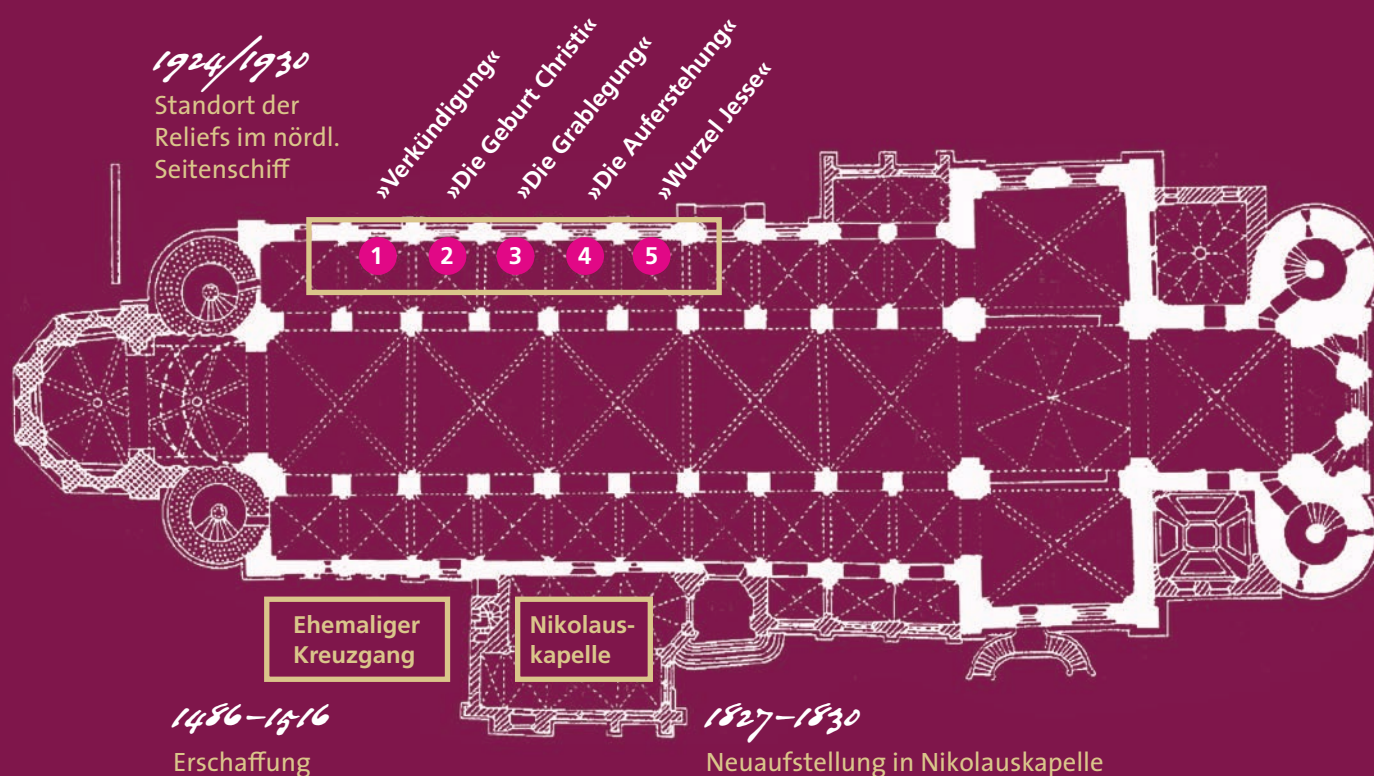 1924/1930
Standort der
Reliefs im nördl.
Seitenschiff
»Verkündigung«
»Die Geburt Christi«
»Die Grablegung«
»Die Auferstehung«
»Wurzel Jesse«
1
2
3
4
5
Ehemaliger
Kreuzgang
Nikolaus-
kapelle
1486–1516
Erschaffung
1827–1830
Neuaufstellung in Nikolauskapelle